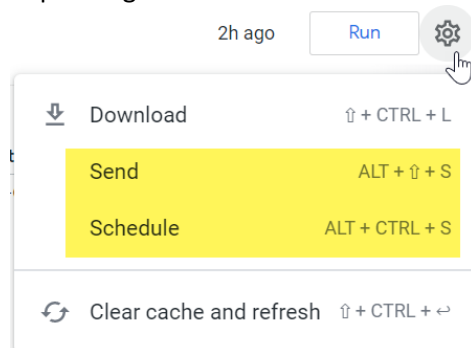 2h ago Run
Download ⇧ + CTRL + L
Send ALT + ⇧ + S
Schedule ALT + CTRL + S
Clear cache and refresh ⇧ + CTRL + ↩